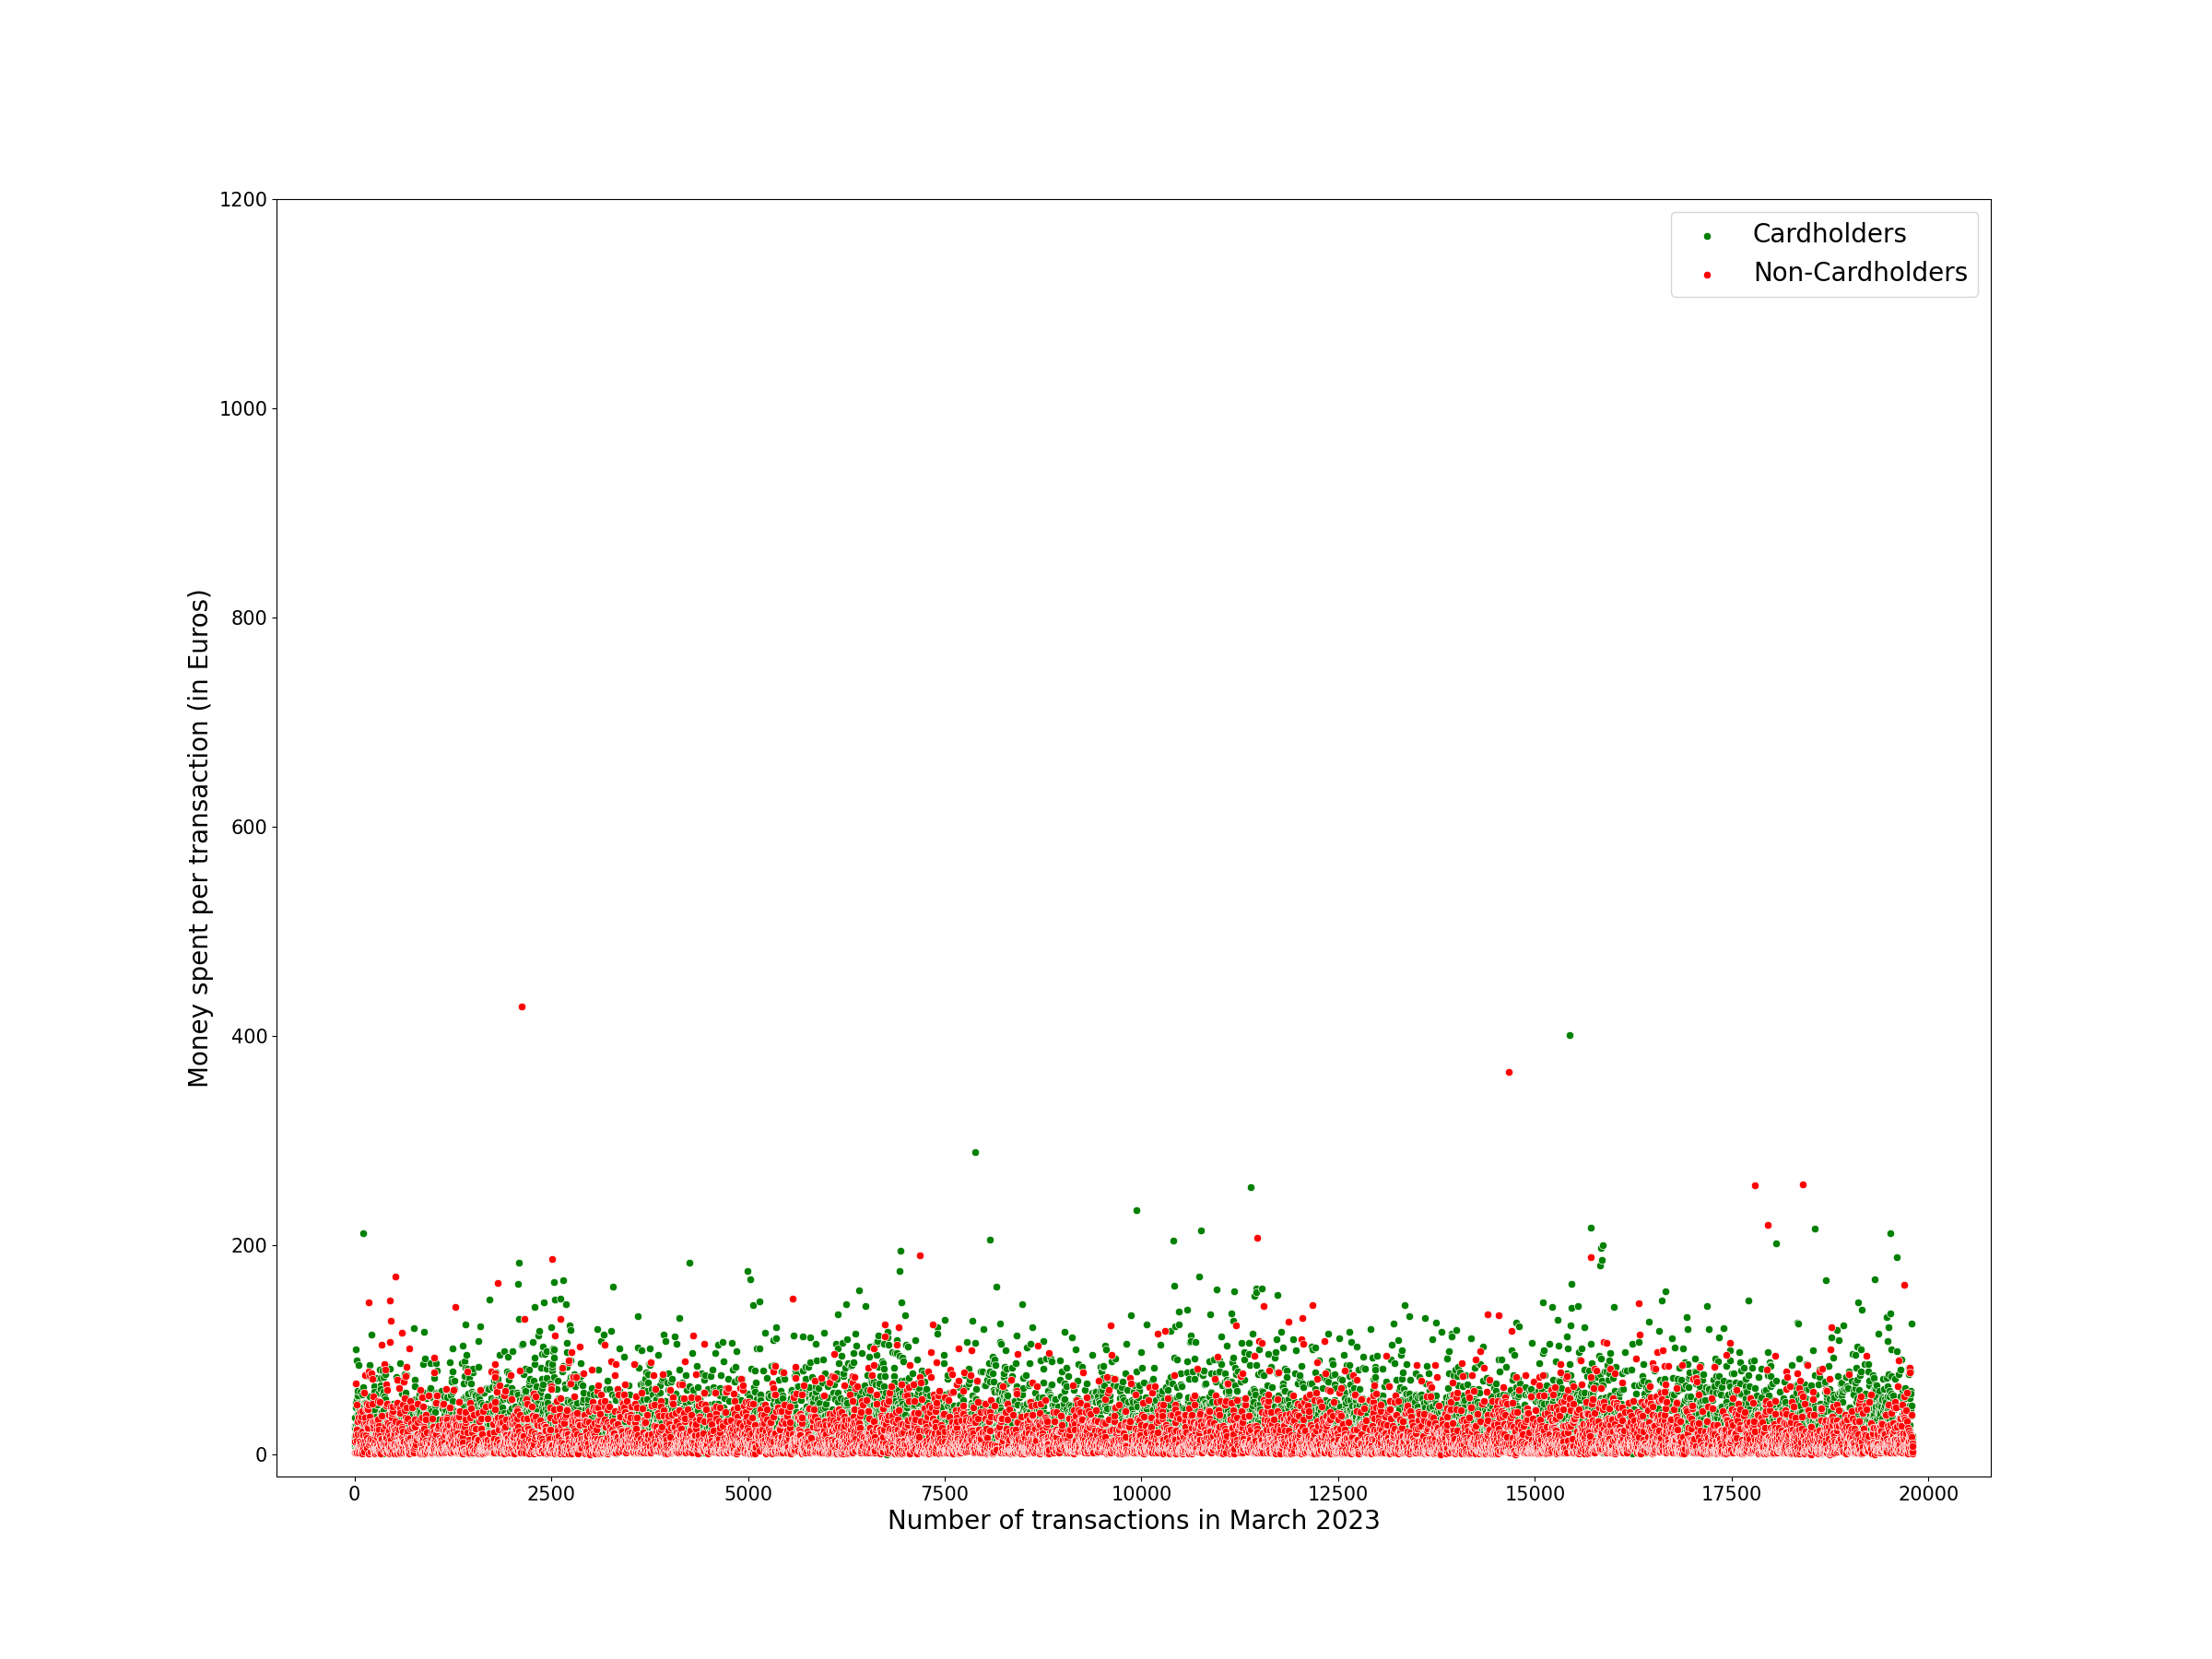 1200
1000
800
600
400
200
0
Money spent per transaction (in Euros)
Cardholders
Non-Cardholders
0 2500 5000 7500 10000 12500 15000 17500 20000
Number of transactions in March 2023